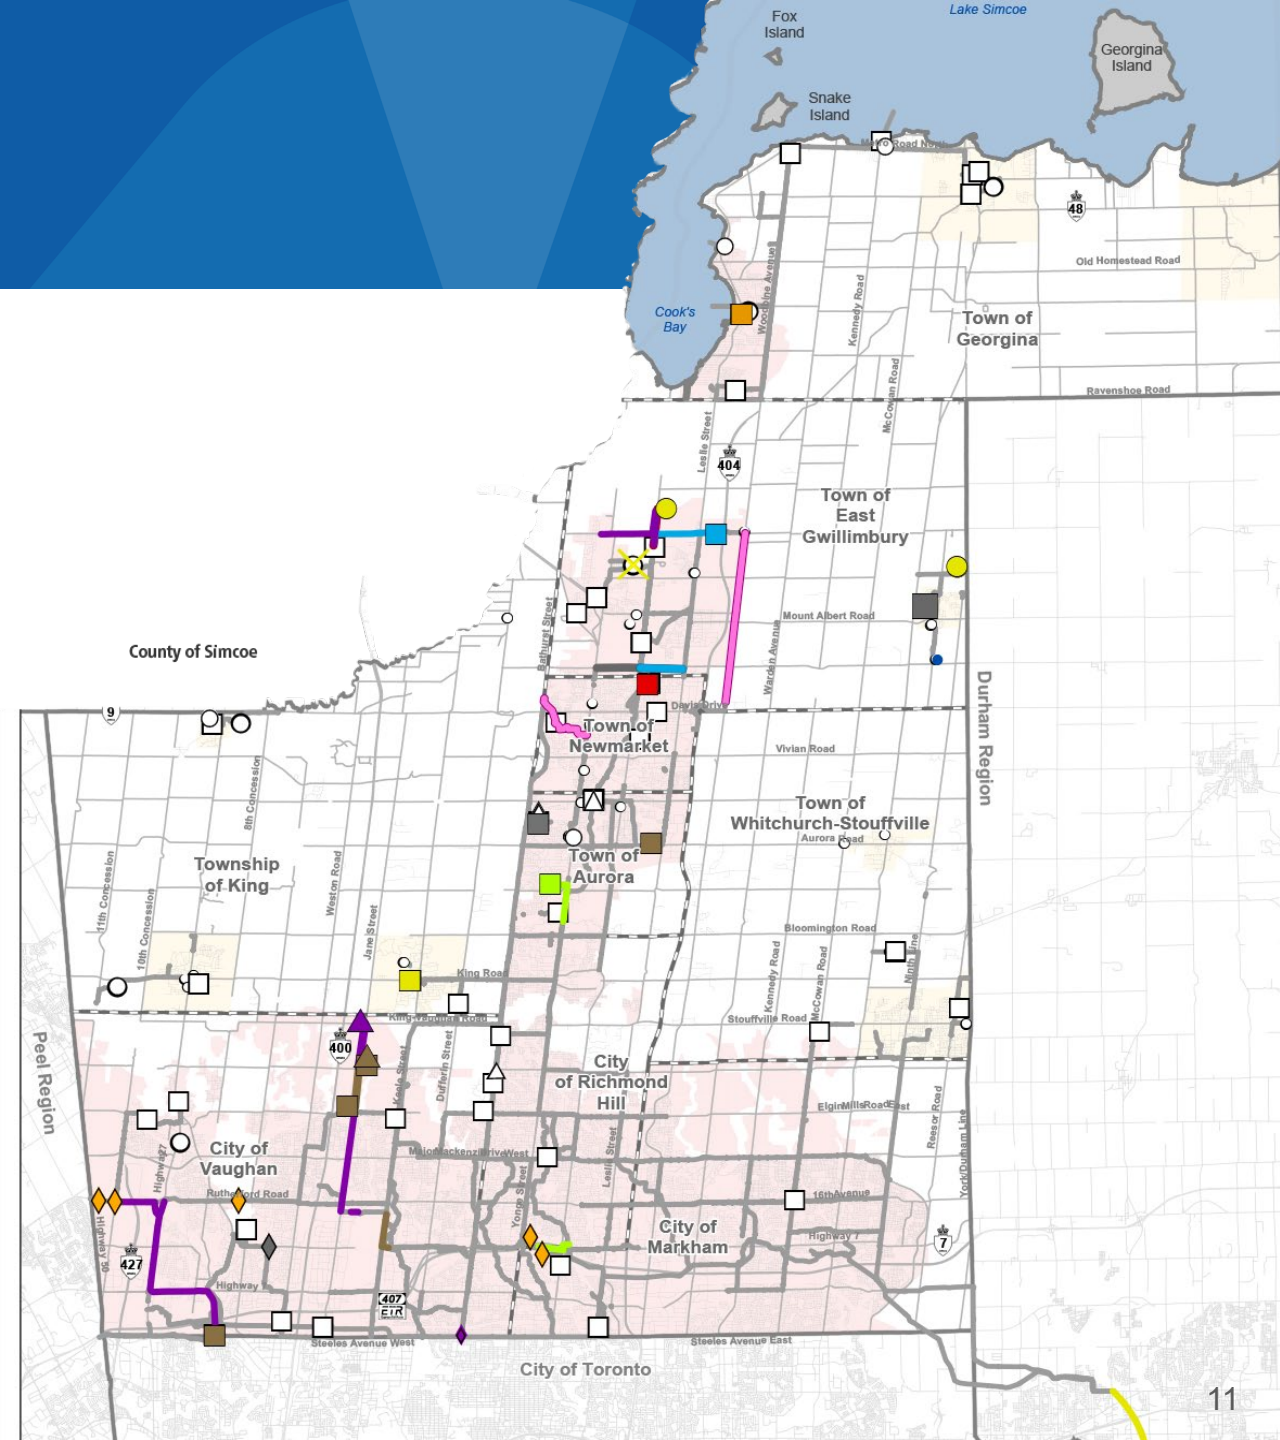 Lake Simcoe
Fox
Island
Georgina
Island
Snake
Island
48
Old Homestead Road
Woodbine Avenue
Kennedy Road
Cook's
Bay
Town of
Georgina
McCowan Road
Ravenshoe Road
Leslie Street
404
Town of
East
Gwillimbury
Bathurst Street
Mount Albert Road
Warden Avenue
County of Simcoe
Durham Region
9
Davis Drive
Town of
Newmarket
Vivian Road
8th Concession
Town of
Whitchurch-Stouffville
Aurora Road
Township
of King
Town of
Aurora
11th Concession
10th Concession
Weston Road
Jane Street
Bloomington Road
Ninth Line
Kennedy Road
McCowan Road
King Road
King-Vaughan Road
Stouffville Road
Peel Region
400
Keele Street
Dufferin Street
City
of Richmond
Hill
Elgin Mills Road East
Reesor Road
York/Durham Line
City of
Vaughan
Highway 27
Major Mackenzie Drive West
Leslie Street
Rutherford Road
16th Avenue
Yonge Street
City of
Markham
Highway 7
7
Highway 50
427
Highway 7
407
ETR
Steeles Avenue West
Steeles Avenue East
City of Toronto
11